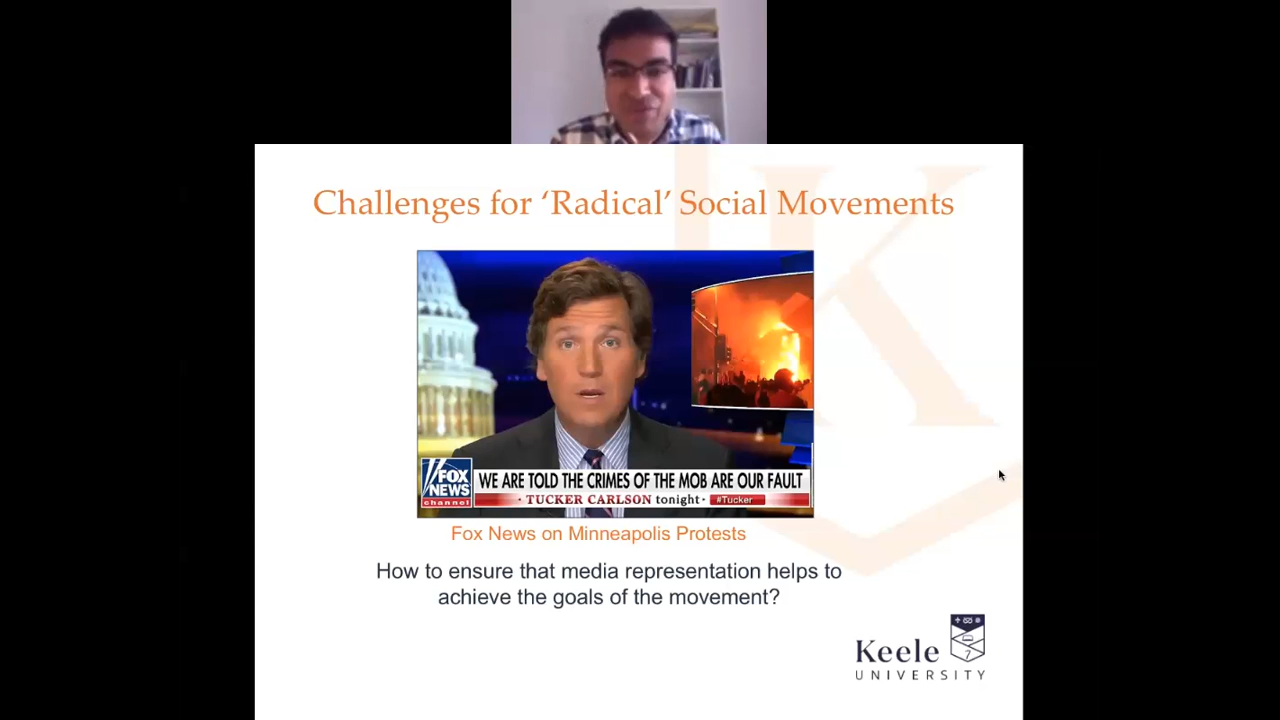 Challenges for ‘Radical’ Social Movements
WE ARE TOLD THE CRIMES OF THE MOB ARE OUR FAULT
FOX
NEWS
channel
· TUCKER CARLSON tonight · #Tucker
Fox News on Minneapolis Protests
How to ensure that media representation helps to
achieve the goals of the movement?
Keele
UNIVERSITY